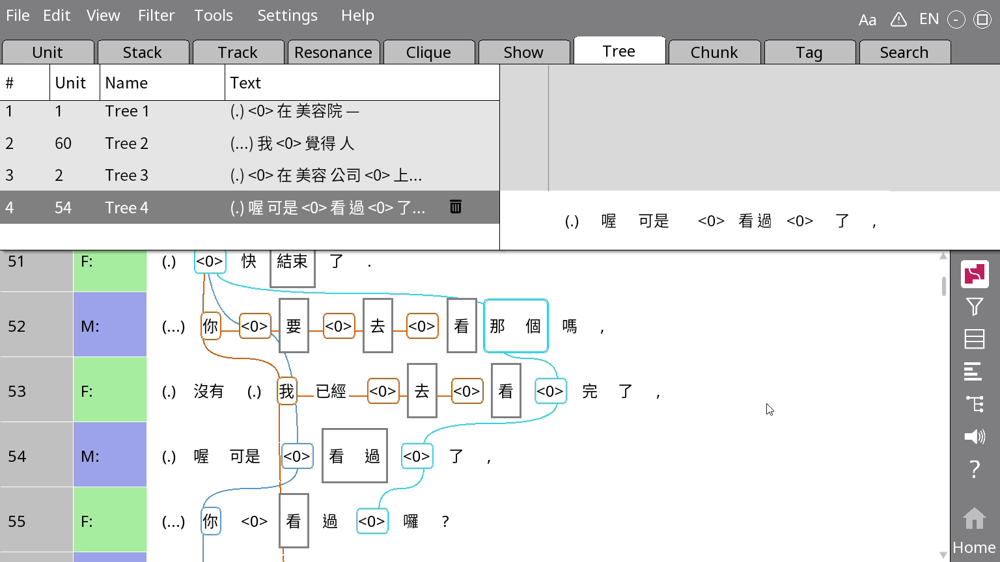 File Edit View Filter Tools Settings Help Aa EN
Unit Stack Track Resonance Clique Show Tree Chunk Tag Search
# Unit Name Text
1 1 Tree 1 (.) <0> 在 美容院 —
2 60 Tree 2 (...) 我 <0> 覺得 人
3 2 Tree 3 (.) <0> 在 美容 公司 <0> 上...
4 54 Tree 4 (.) 喔 可是 <0> 看 過 <0> 了...
(.) 喔 可是 <0> 看 過 <0> 了 ,
51 F: (.) <0> 快 結束 了 .
52 M: (...) 你 <0> 要 <0> 去 <0> 看 那 個 嗎 ,
53 F: (.) 沒有 (.) 我 已經 <0> 去 <0> 看 <0> 完 了 ,
54 M: (.) 喔 可是 <0> 看 過 <0> 了 ,
55 F: (...) 你 <0> 看 過 <0> 囉 ?
Home